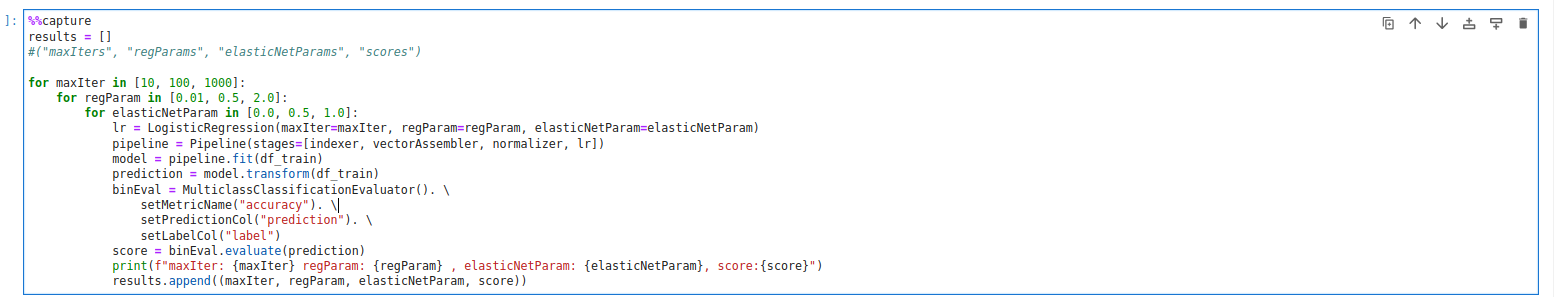 ]:
%%capture
results = []
#("maxIters", "regParams", "elasticNetParams", "scores")

for maxIter in [10, 100, 1000]:
    for regParam in [0.01, 0.5, 2.0]:
        for elasticNetParam in [0.0, 0.5, 1.0]:
            lr = LogisticRegression(maxIter=maxIter, regParam=regParam, elasticNetParam=elasticNetParam)
            pipeline = Pipeline(stages=[indexer, vectorAssembler, normalizer, lr])
            model = pipeline.fit(df_train)
            prediction = model.transform(df_train)
            binEval = MulticlassClassificationEvaluator(). \
                setMetricName("accuracy"). \
                setPredictionCol("prediction"). \
                setLabelCol("label")
            score = binEval.evaluate(prediction)
            print(f"maxIter: {maxIter} regParam: {regParam} , elasticNetParam: {elasticNetParam}, score:{score}")
            results.append((maxIter, regParam, elasticNetParam, score))